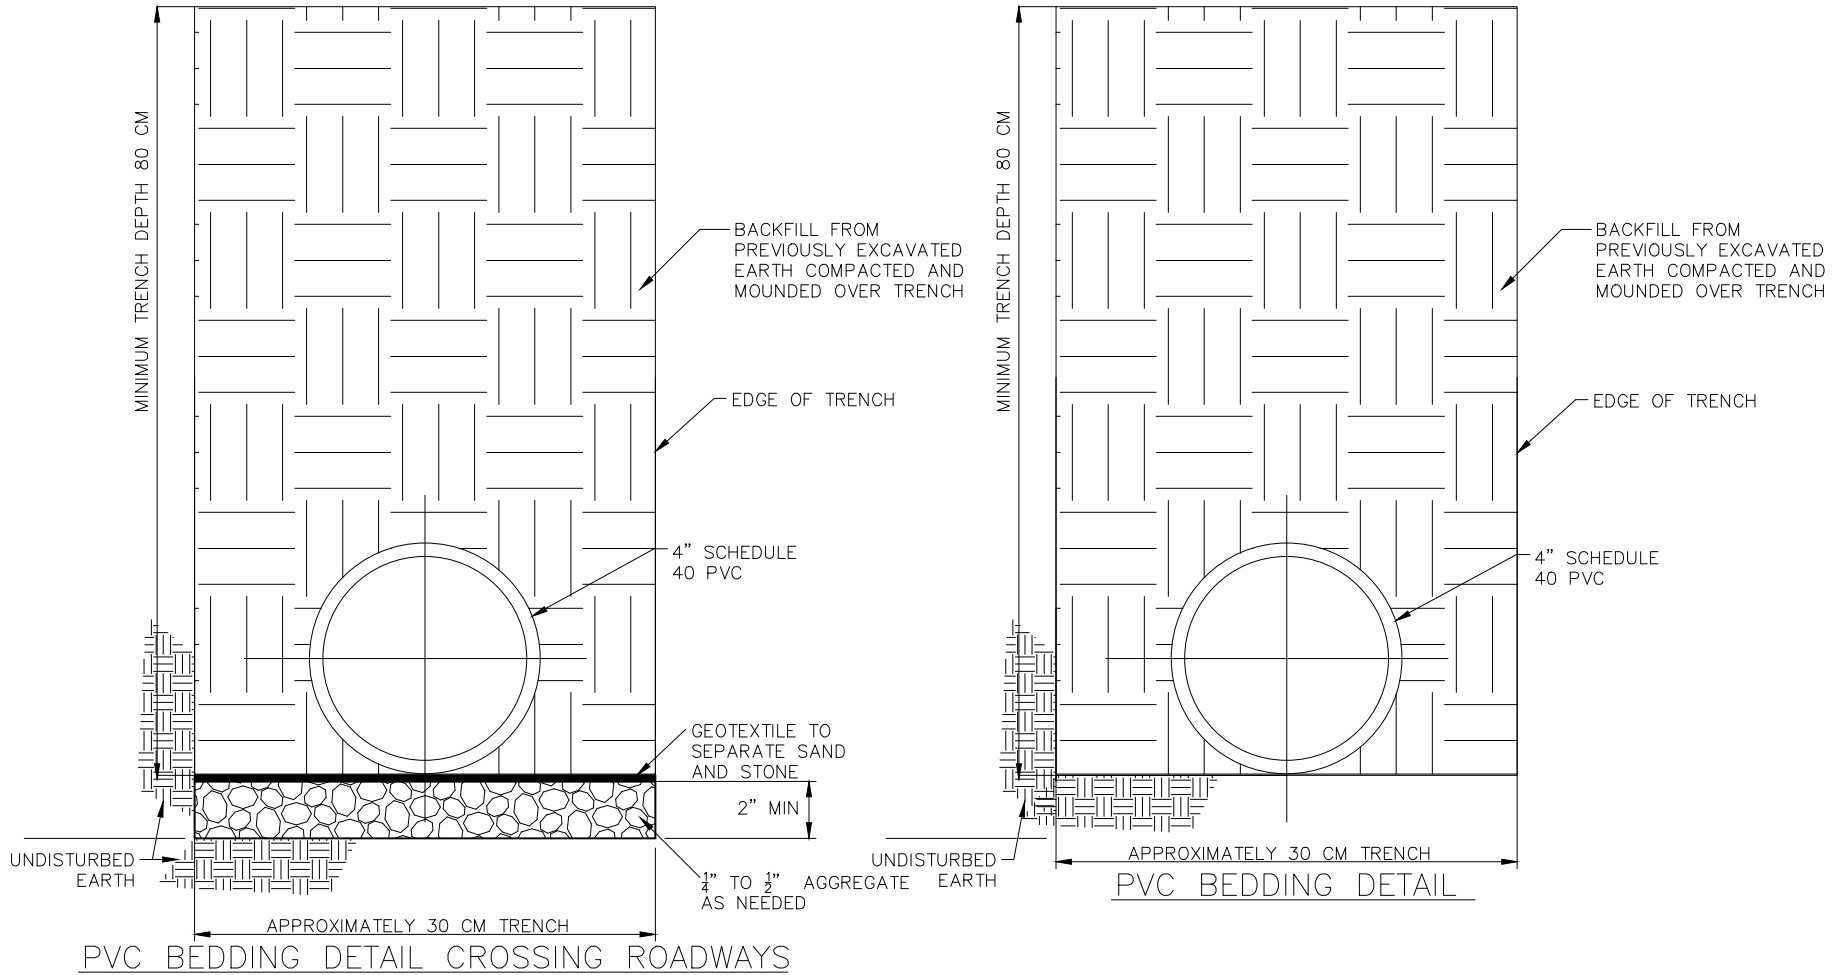 MINIMUM TRENCH DEPTH 80 CM
BACKFILL FROM
PREVIOUSLY EXCAVATED
EARTH COMPACTED AND
MOUNDED OVER TRENCH
EDGE OF TRENCH
4" SCHEDULE
40 PVC
GEOTEXTILE TO
SEPARATE SAND
AND STONE
2" MIN
UNDISTURBED
EARTH
1/4" TO 1/2" AGGREGATE
AS NEEDED
APPROXIMATELY 30 CM TRENCH
PVC BEDDING DETAIL CROSSING ROADWAYS
MINIMUM TRENCH DEPTH 80 CM
BACKFILL FROM
PREVIOUSLY EXCAVATED
EARTH COMPACTED AND
MOUNDED OVER TRENCH
EDGE OF TRENCH
4" SCHEDULE
40 PVC
UNDISTURBED
EARTH
APPROXIMATELY 30 CM TRENCH
PVC BEDDING DETAIL